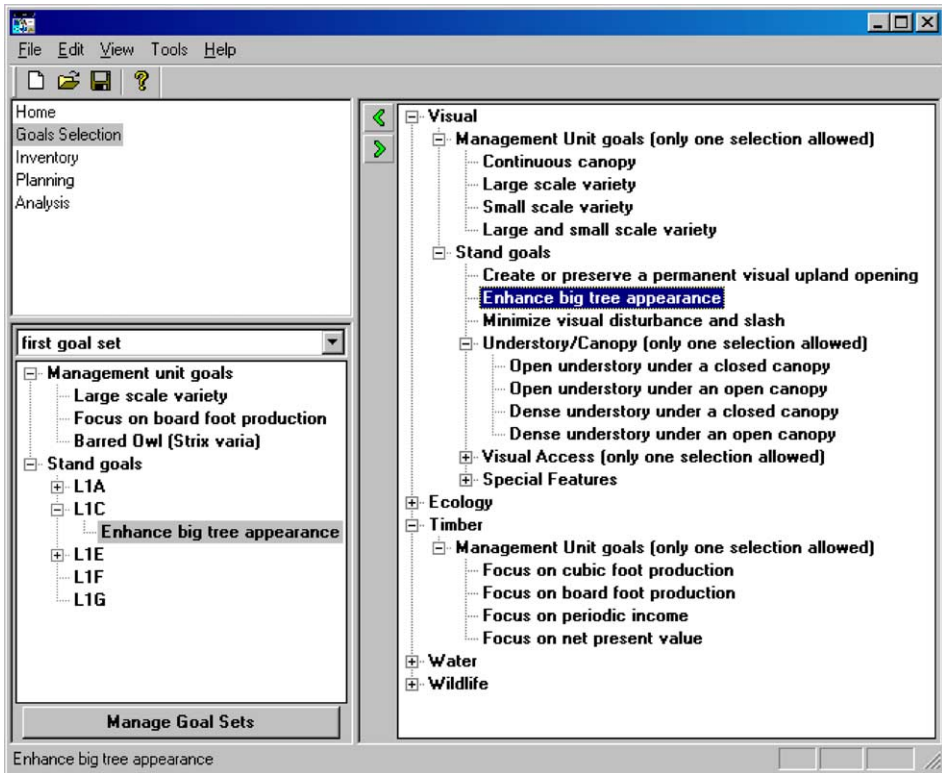 File Edit View Tools Help
Home
Goals Selection
Inventory
Planning
Analysis
first goal set
Management unit goals
Large scale variety
Focus on board foot production
Barred Owl (Strix varia)
Stand goals
L1A
L1C
Enhance big tree appearance
L1E
L1F
L1G
Manage Goal Sets
Visual
Management Unit goals (only one selection allowed)
Continuous canopy
Large scale variety
Small scale variety
Large and small scale variety
Stand goals
Create or preserve a permanent visual upland opening
Enhance big tree appearance
Minimize visual disturbance and slash
Understory/Canopy (only one selection allowed)
Open understory under a closed canopy
Open understory under an open canopy
Dense understory under a closed canopy
Dense understory under an open canopy
Visual Access (only one selection allowed)
Special Features
Ecology
Timber
Management Unit goals (only one selection allowed)
Focus on cubic foot production
Focus on board foot production
Focus on periodic income
Focus on net present value
Water
Wildlife
Enhance big tree appearance